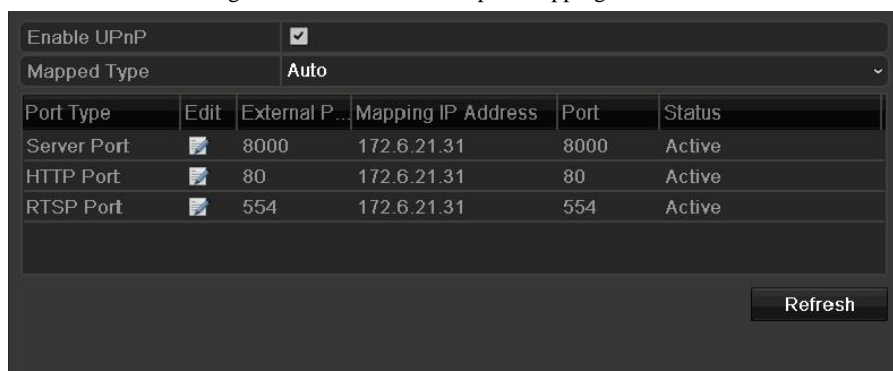 Enable UPnP
Mapped Type Auto
Port Type Edit External P... Mapping IP Address Port Status
Server Port 8000 172.6.21.31 8000 Active
HTTP Port 80 172.6.21.31 80 Active
RTSP Port 554 172.6.21.31 554 Active
Refresh